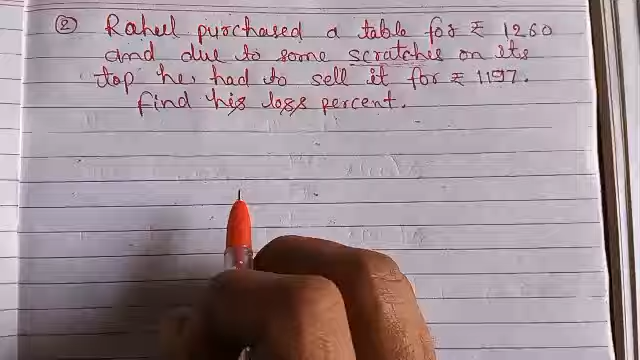 ② Rahul purchased a table for ₹ 1260
and due to some scratches on its
top he had to sell it for ₹ 1197.
Find his loss percent.